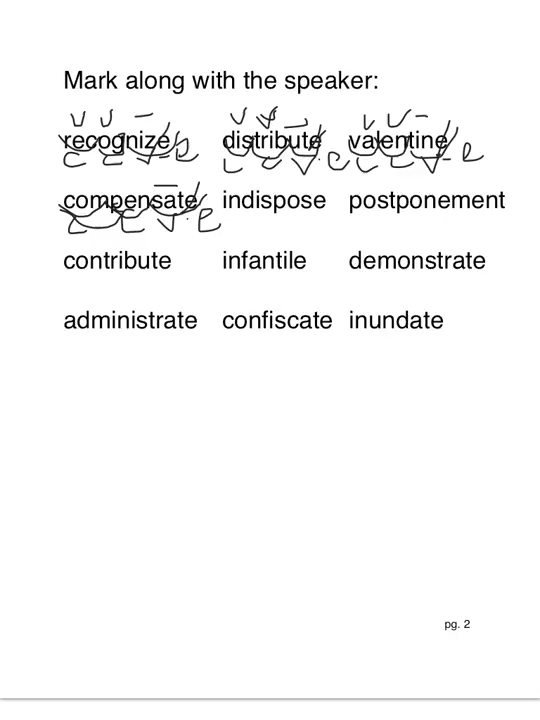 Mark along with the speaker:
recognize distribute valentine
compensate indispose postponement
contribute infantile demonstrate
administrate confiscate inundate
pg. 2